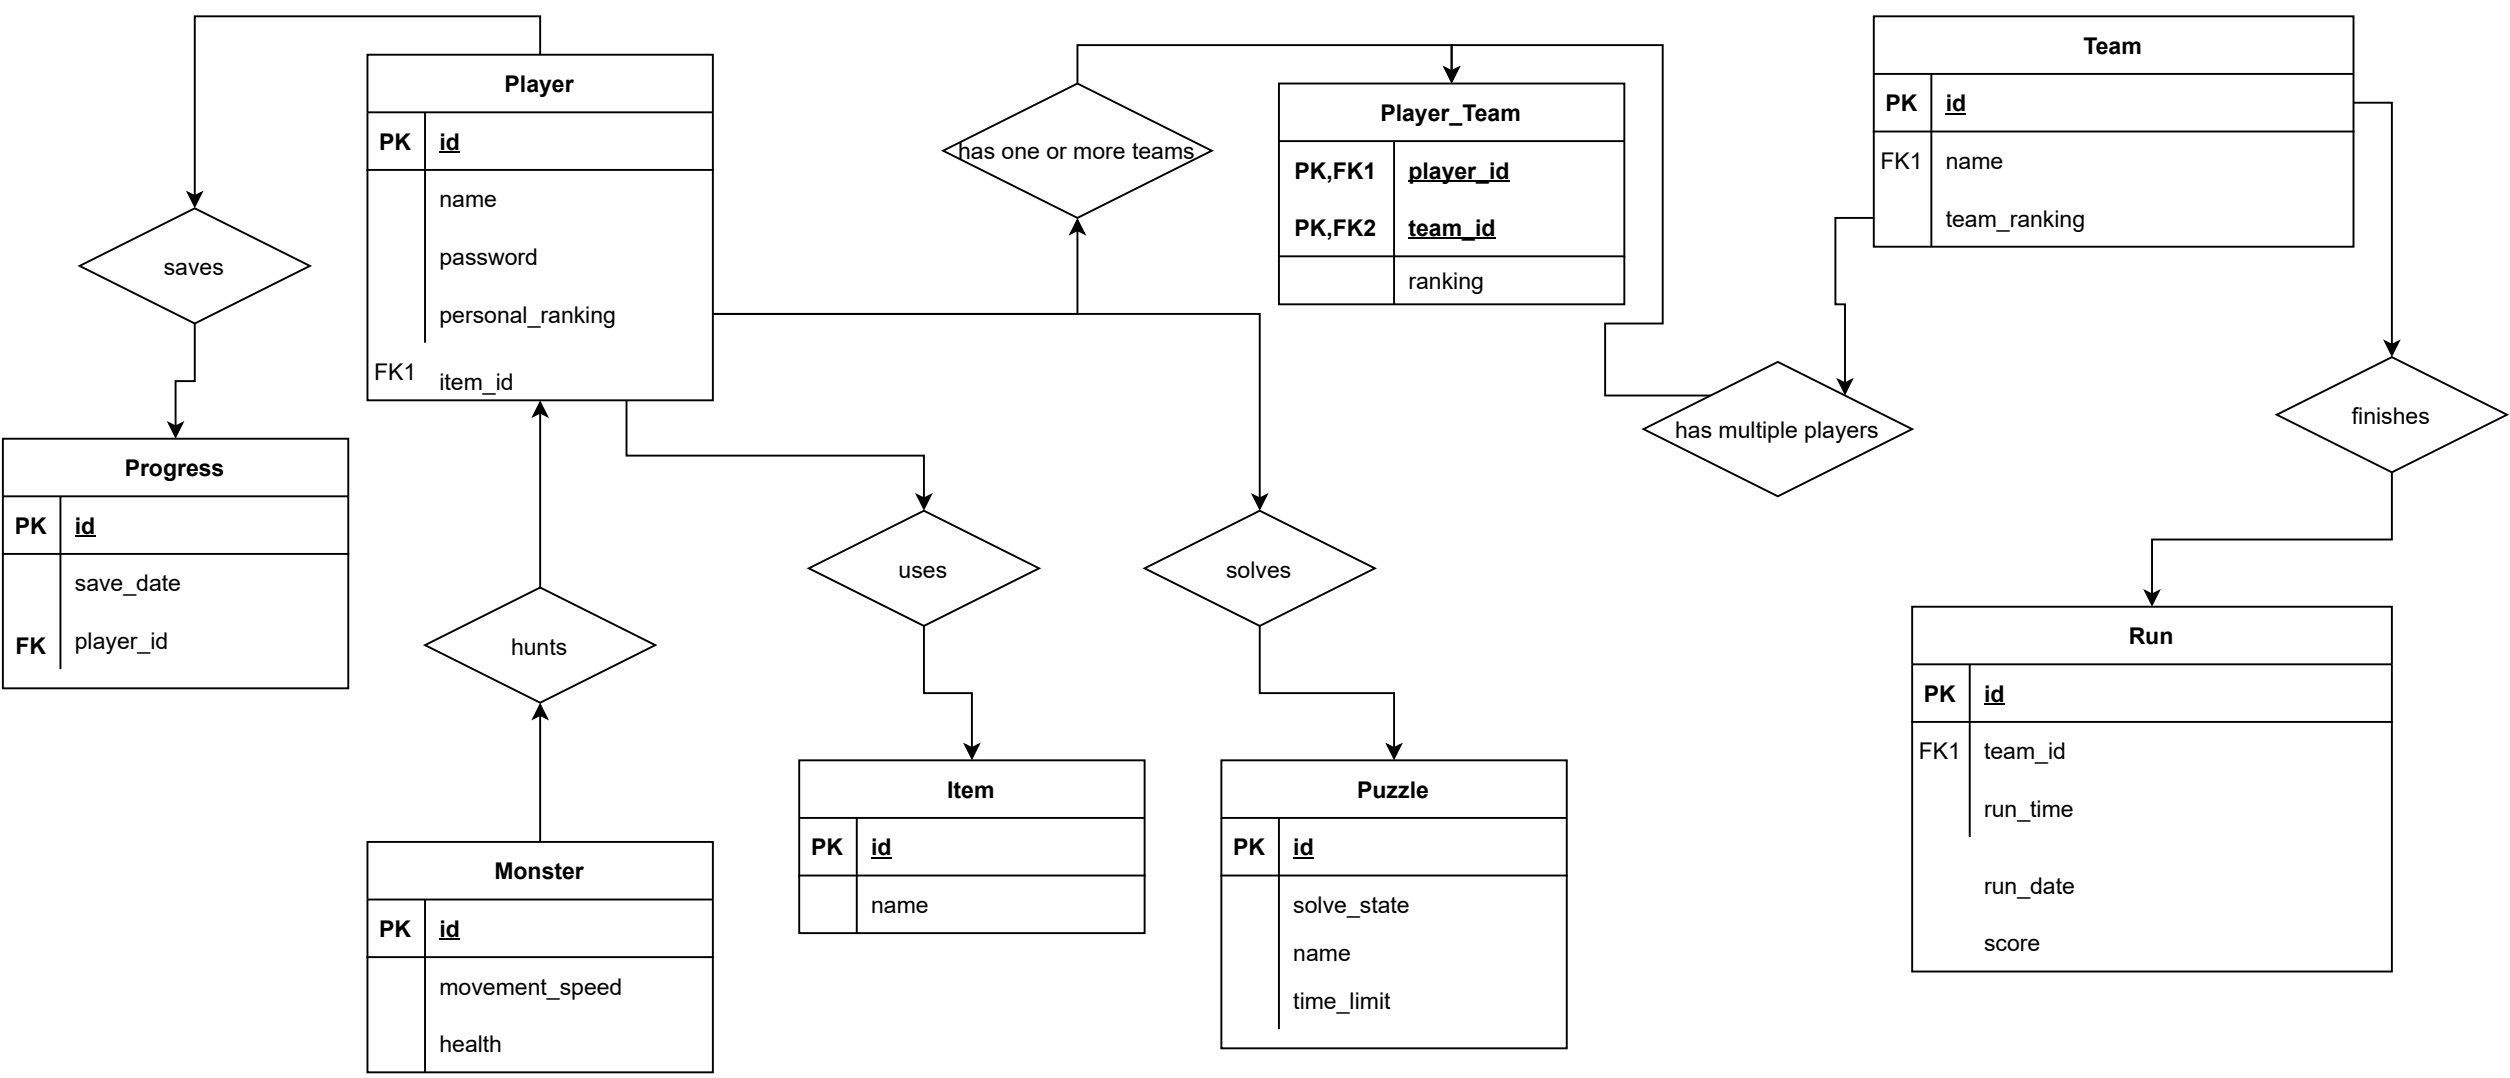 Player
PK id
name
password
personal_ranking
FK1 item_id
saves
Progress
PK id
save_date
FK player_id
hunts
Monster
PK id
movement_speed
health
has one or more teams
Player_Team
PK,FK1 player_id
PK,FK2 team_id
ranking
uses
Item
PK id
name
solves
Puzzle
PK id
solve_state
name
time_limit
Team
PK id
FK1 name
team_ranking
has multiple players
finishes
Run
PK id
FK1 team_id
run_time
run_date
score